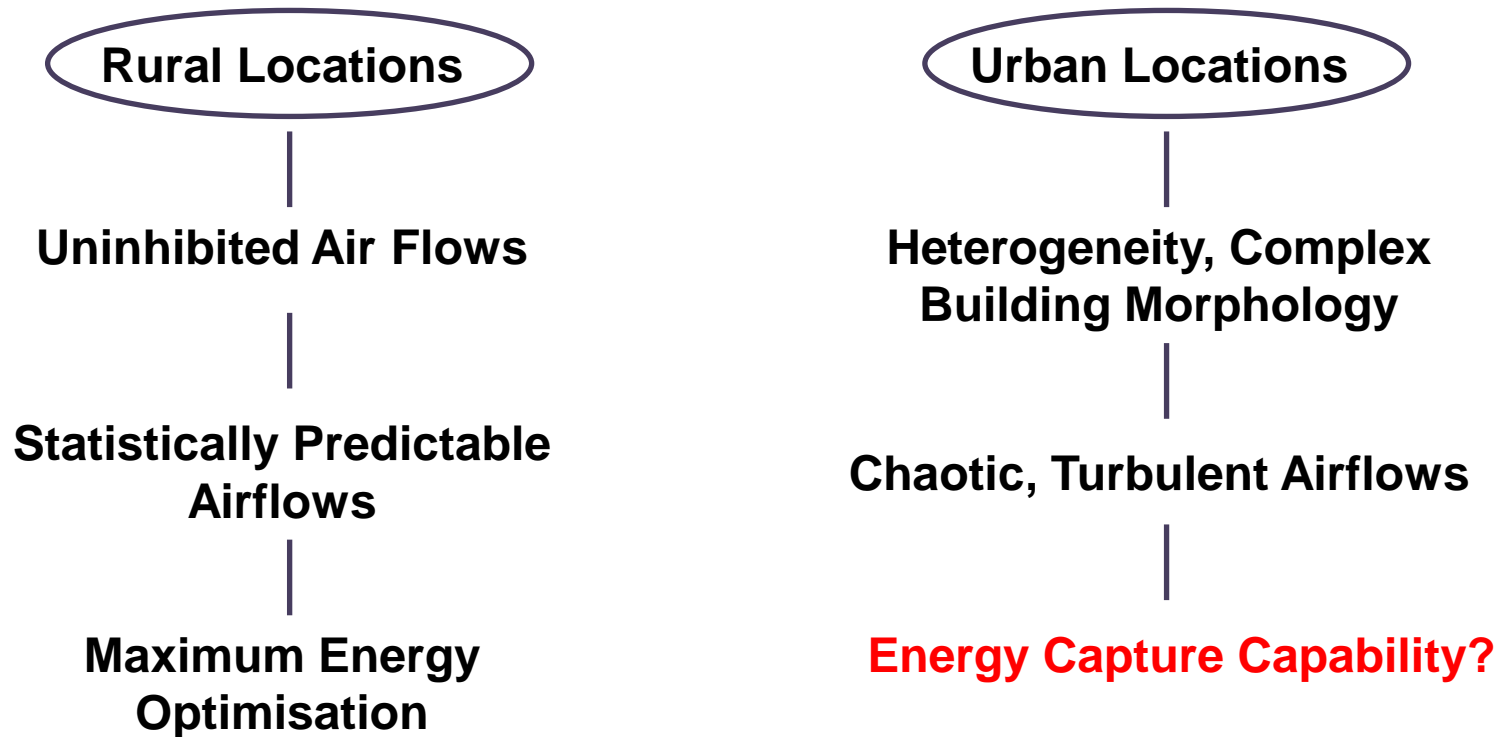 Rural Locations
Uninhibited Air Flows
Statistically Predictable
Airflows
Maximum Energy
Optimisation
Urban Locations
Heterogeneity, Complex
Building Morphology
Chaotic, Turbulent Airflows
Energy Capture Capability?